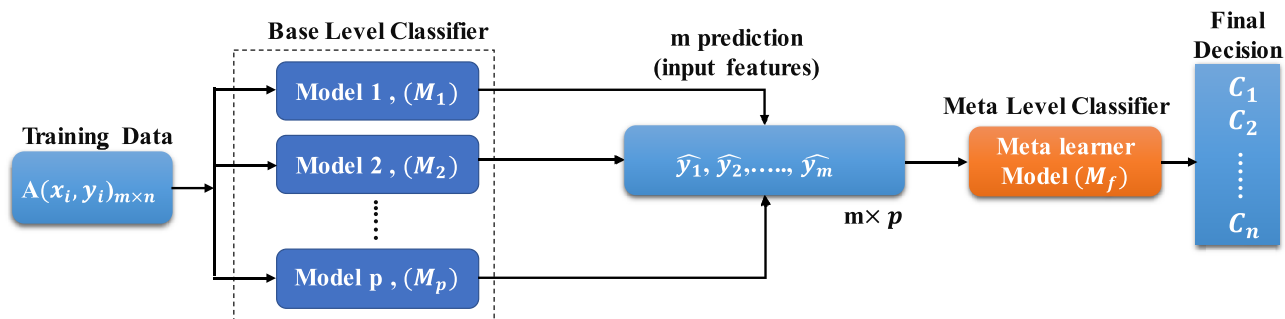 Training Data
A(xᵢ, yᵢ)ₘ×ₙ
Base Level Classifier
Model 1 , (M₁)
Model 2 , (M₂)
Model p , (Mₚ)
m prediction
(input features)
ŷ₁, ŷ₂,....., ŷₘ
m× p
Meta Level Classifier
Meta learner
Model (M_f)
Final
Decision
C₁
C₂
Cₙ